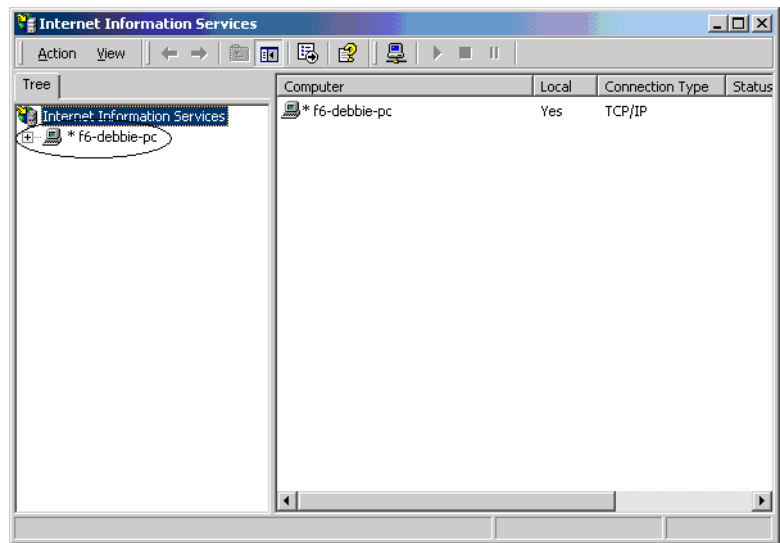 Internet Information Services
Action View
Tree
Computer Local Connection Type Status
Internet Information Services
* f6-debbie-pc
* f6-debbie-pc Yes TCP/IP